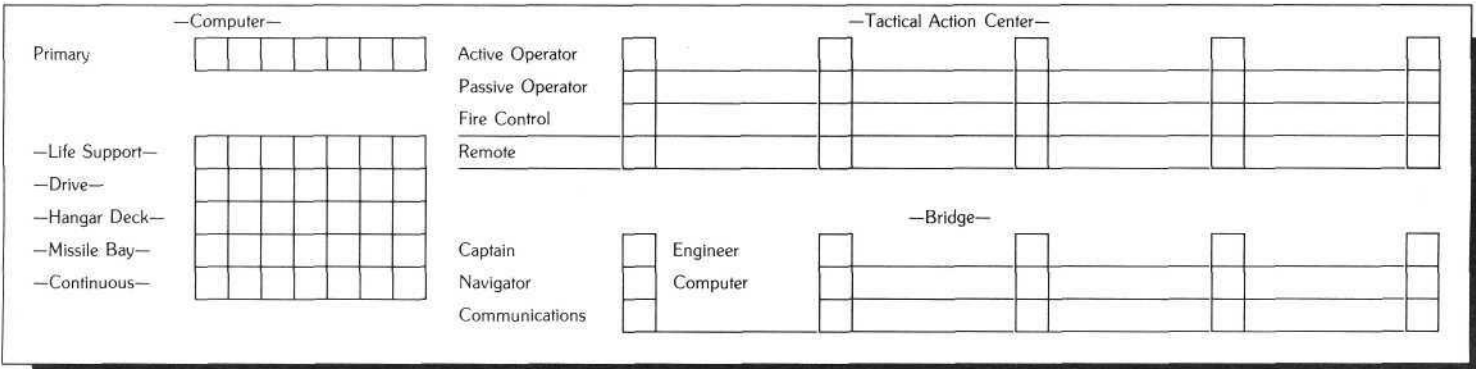 —Computer—
Primary
—Life Support—
—Drive—
—Hangar Deck—
—Missile Bay—
—Continuous—
—Tactical Action Center—
Active Operator
Passive Operator
Fire Control
Remote
—Bridge—
Captain Engineer
Navigator Computer
Communications